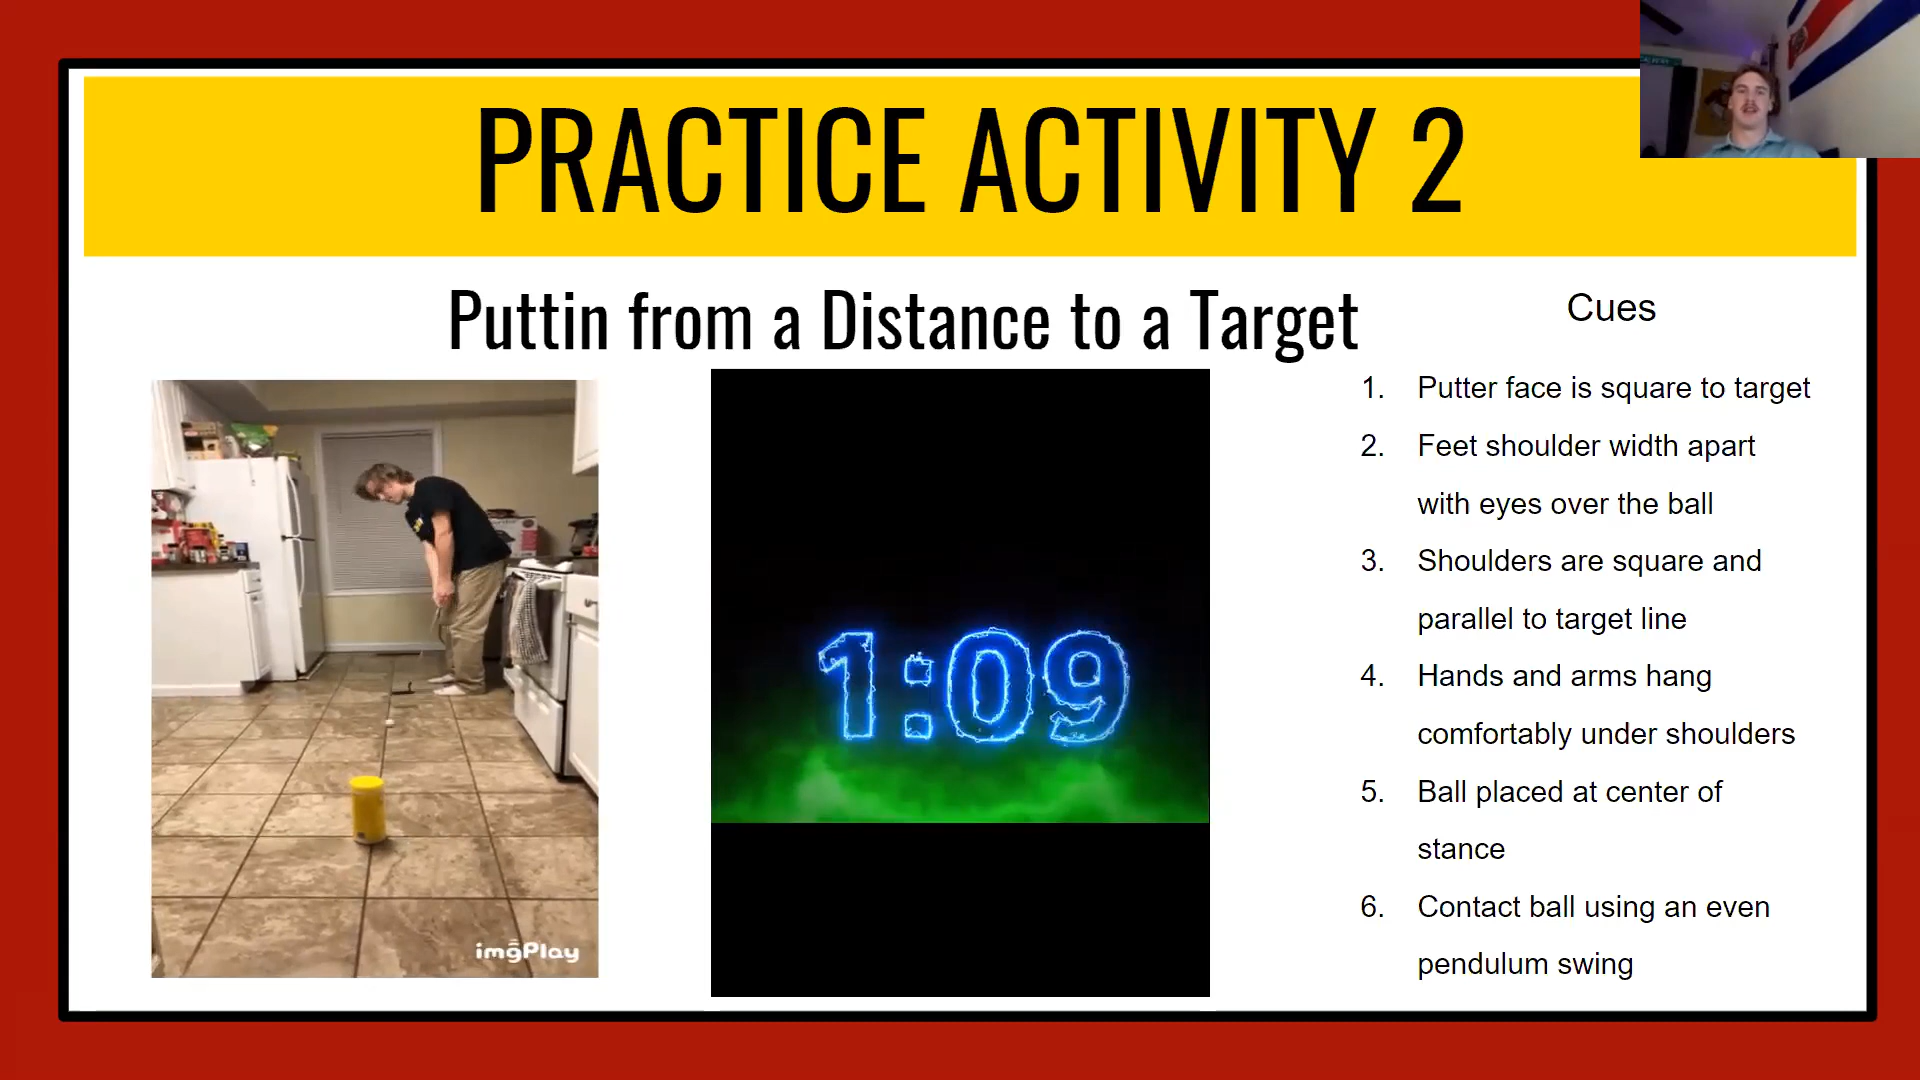 PRACTICE ACTIVITY 2
Puttin from a Distance to a Target
Cues
1. Putter face is square to target
2. Feet shoulder width apart
with eyes over the ball
3. Shoulders are square and
parallel to target line
4. Hands and arms hang
comfortably under shoulders
5. Ball placed at center of
stance
6. Contact ball using an even
pendulum swing
1:09
imgPlay